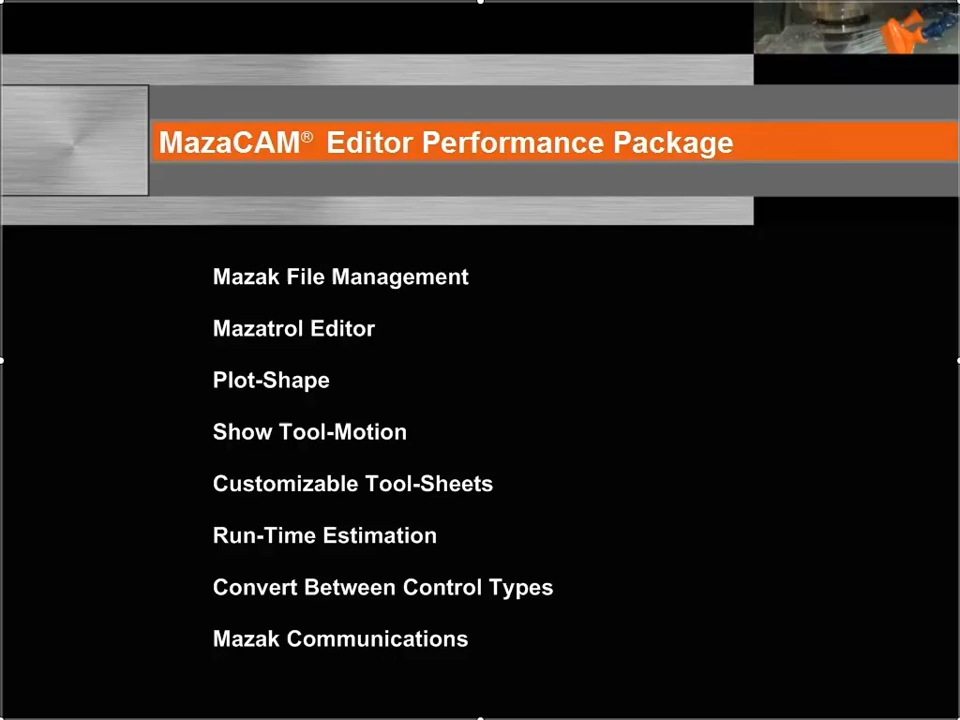 MazaCAM® Editor Performance Package
Mazak File Management
Mazatrol Editor
Plot-Shape
Show Tool-Motion
Customizable Tool-Sheets
Run-Time Estimation
Convert Between Control Types
Mazak Communications